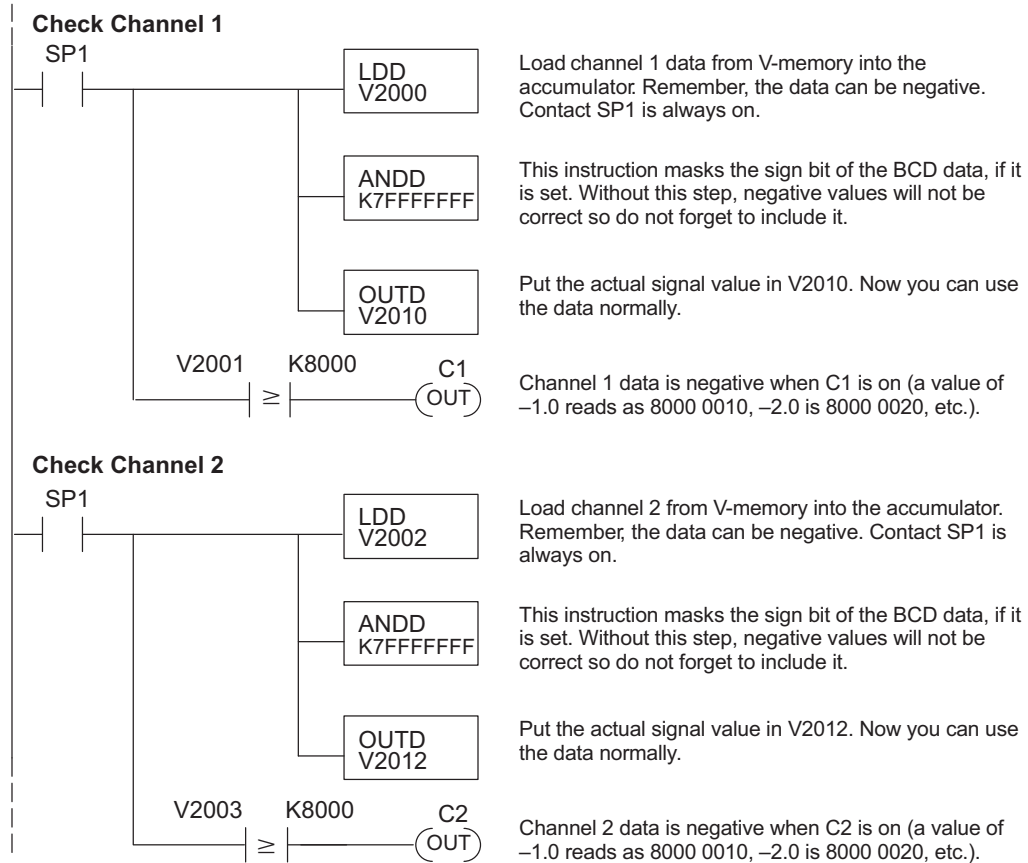 Check Channel 1
SP1
LDD
V2000
Load channel 1 data from V-memory into the
accumulator. Remember, the data can be negative.
Contact SP1 is always on.
ANDD
K7FFFFFFF
This instruction masks the sign bit of the BCD data, if it
is set. Without this step, negative values will not be
correct so do not forget to include it.
OUTD
V2010
Put the actual signal value in V2010. Now you can use
the data normally.
V2001 K8000 C1
≥ OUT
Channel 1 data is negative when C1 is on (a value of
–1.0 reads as 8000 0010, –2.0 is 8000 0020, etc.).
Check Channel 2
SP1
LDD
V2002
Load channel 2 from V-memory into the accumulator.
Remember, the data can be negative. Contact SP1 is
always on.
ANDD
K7FFFFFFF
This instruction masks the sign bit of the BCD data, if it
is set. Without this step, negative values will not be
correct so do not forget to include it.
OUTD
V2012
Put the actual signal value in V2012. Now you can use
the data normally.
V2003 K8000 C2
≥ OUT
Channel 2 data is negative when C2 is on (a value of
–1.0 reads as 8000 0010, –2.0 is 8000 0020, etc.).